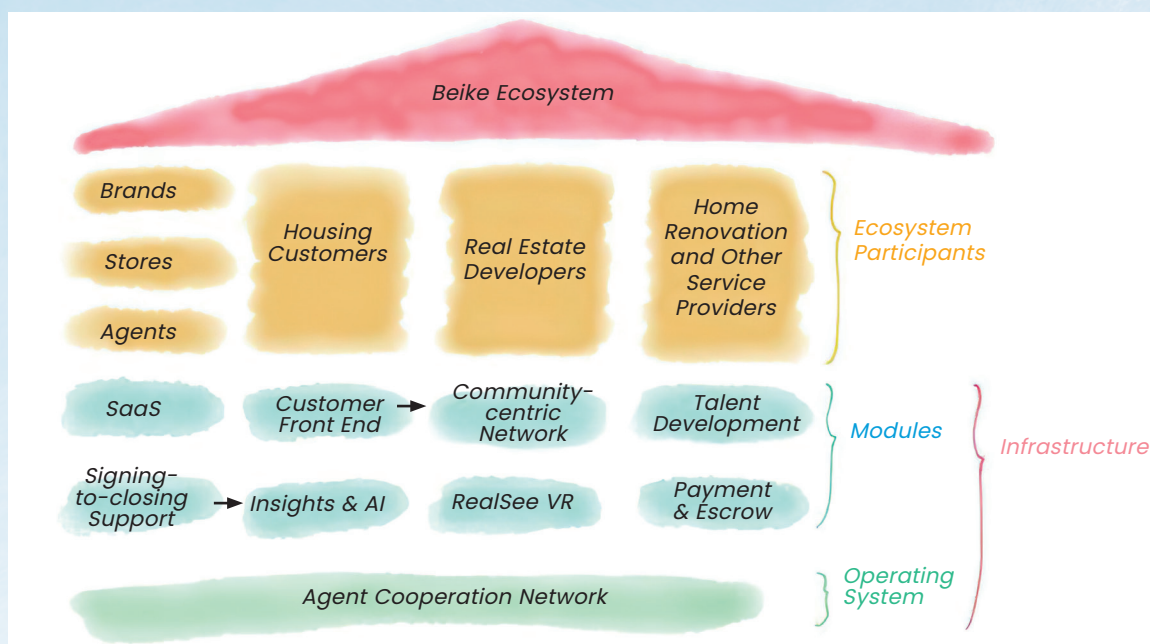 Beike Ecosystem
Brands
Stores
Agents
Housing
Customers
Real Estate
Developers
Home
Renovation
and Other
Service
Providers
Ecosystem
Participants
SaaS
Customer
Front End
Community-
centric
Network
Talent
Development
Modules
Infrastructure
Signing-
to-closing
Support
Insights & AI
RealSee VR
Payment
& Escrow
Agent Cooperation Network
Operating
System